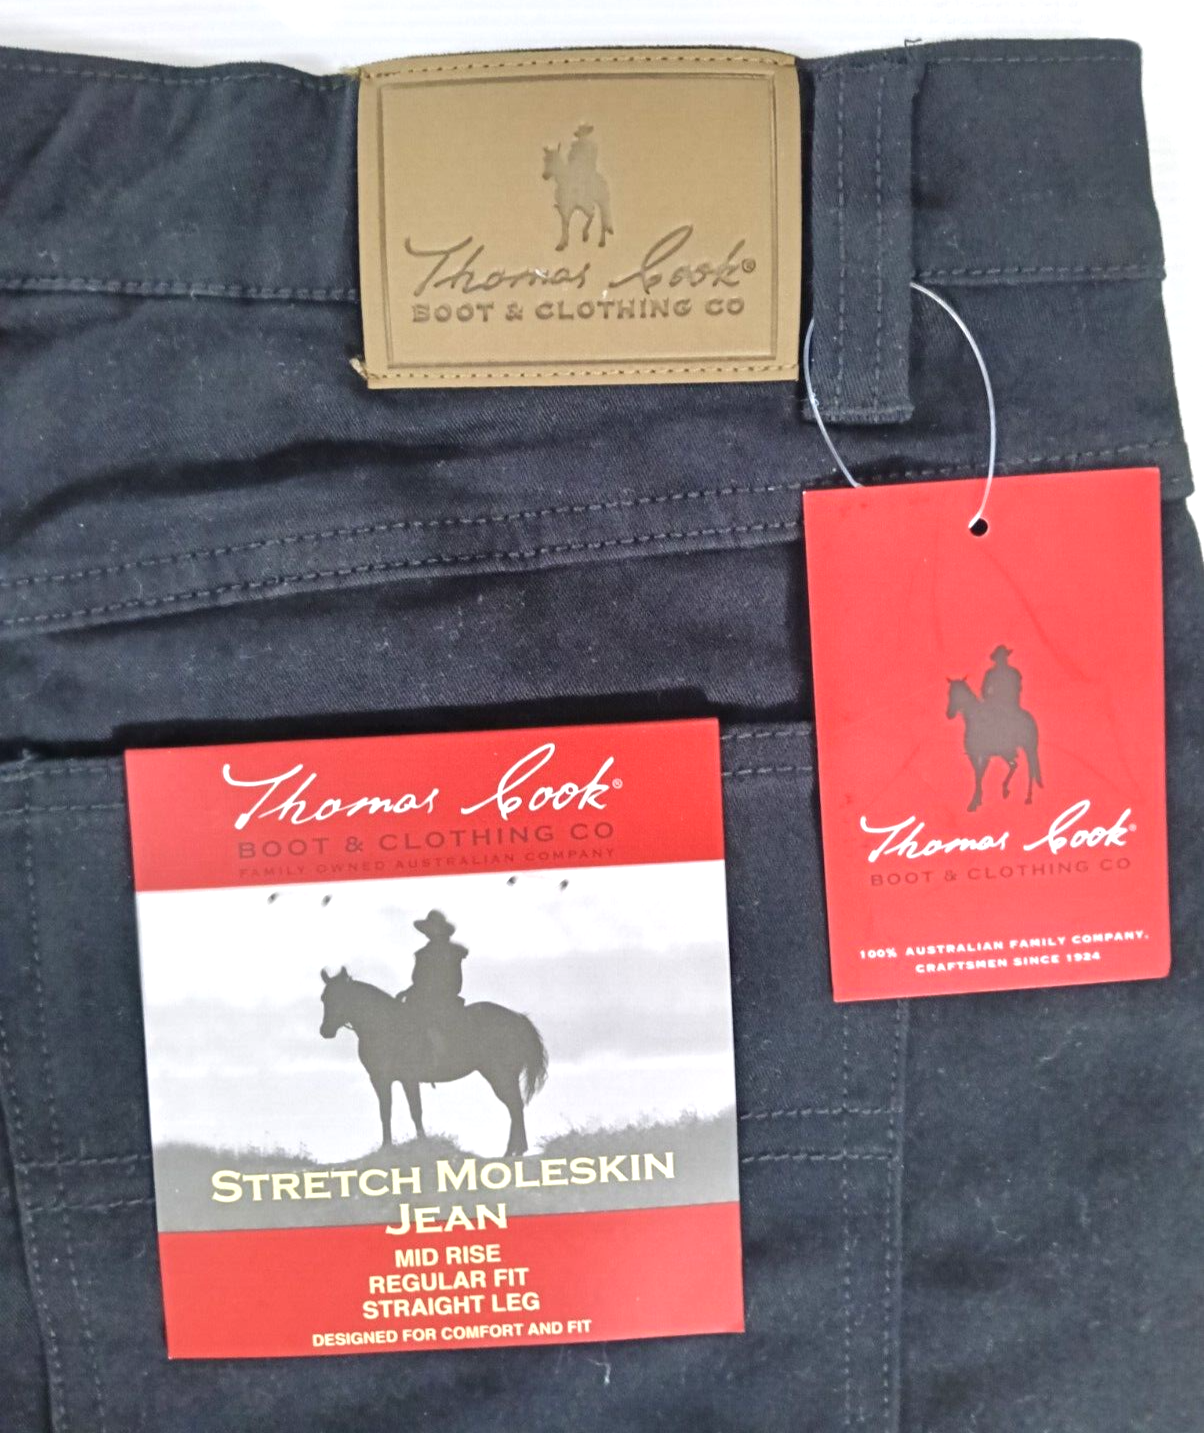 Thomas Cook®
BOOT & CLOTHING CO
Thomas Cook®
BOOT & CLOTHING CO
FAMILY OWNED AUSTRALIAN COMPANY
STRETCH MOLESKIN
JEAN
MID RISE
REGULAR FIT
STRAIGHT LEG
DESIGNED FOR COMFORT AND FIT
Thomas Cook®
BOOT & CLOTHING CO
100% AUSTRALIAN FAMILY COMPANY.
CRAFTSMEN SINCE 1924